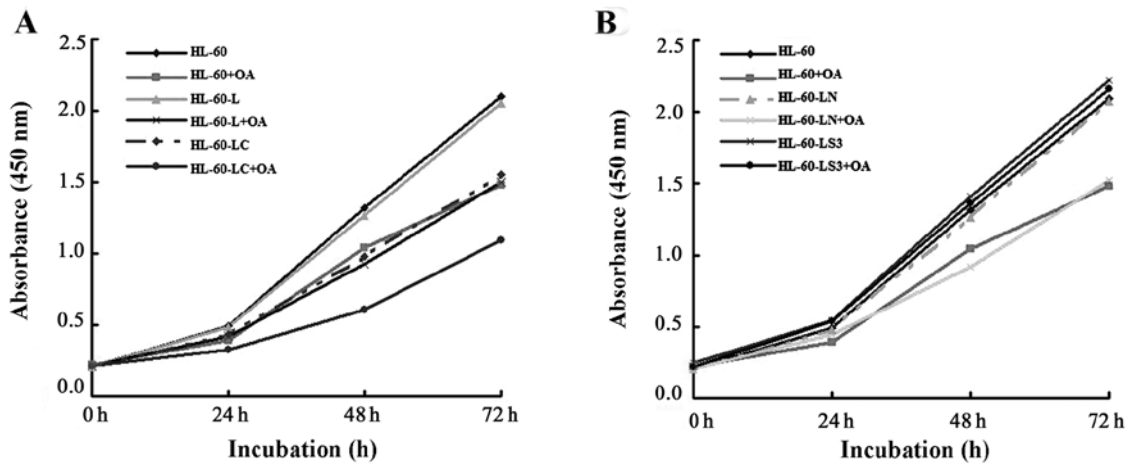 A
2.5
2.0
1.5
1.0
0.5
0.0
Absorbance (450 nm)
HL-60
HL-60+OA
HL-60-L
HL-60-L+OA
HL-60-LC
HL-60-LC+OA
0 h
24 h
48 h
72 h
Incubation (h)
B
2.5
2.0
1.5
1.0
0.5
0.0
Absorbance (450 nm)
HL-60
HL-60+OA
HL-60-LN
HL-60-LN+OA
HL-60-LS3
HL-60-LS3+OA
0 h
24 h
48 h
72 h
Incubation (h)